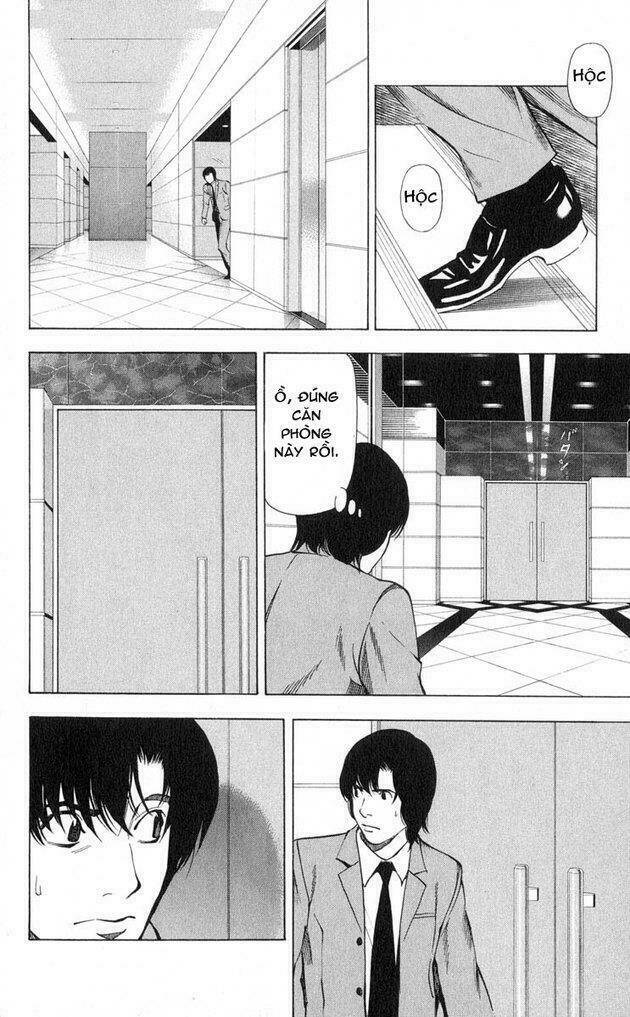 HỘC
HỘC
Ồ, ĐÚNG
CĂN
PHÒNG
NÀY RỒI.
バタン